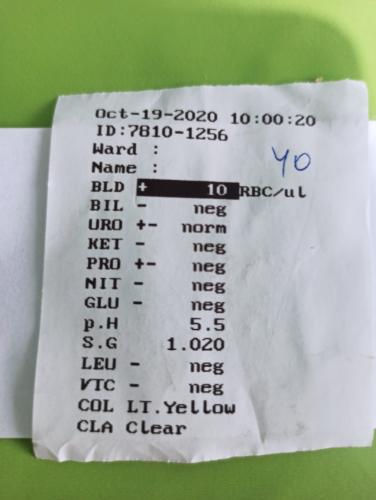 Oct-19-2020 10:00:20
ID:7810-1256
Ward :
Name :
40
BLD + 10 RBC/ul
BIL - neg
URO +- norm
KET - neg
PRO +- neg
NIT - neg
GLU - neg
p.H 5.5
S.G 1.020
LEU - neg
VTC - neg
COL LT.Yellow
CLA Clear